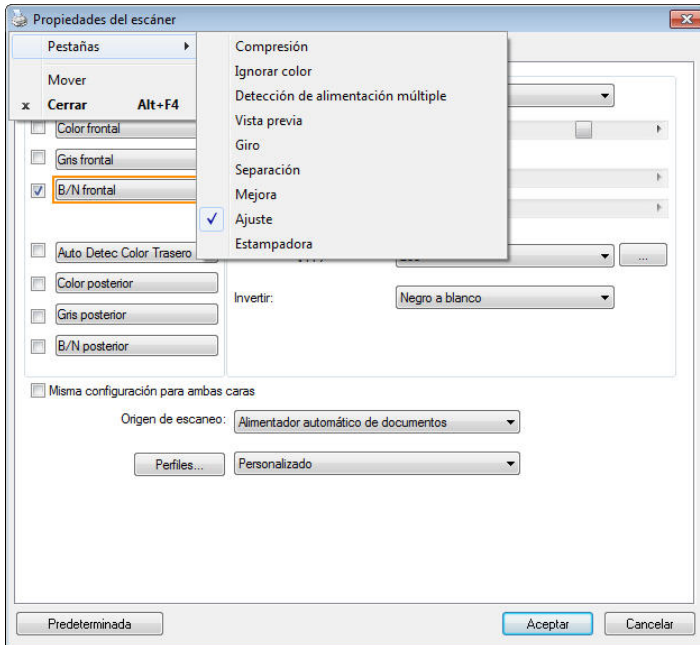 Propiedades del escáner
Pestañas
Mover
x Cerrar Alt+F4
Compresión
Ignorar color
Detección de alimentación múltiple
Vista previa
Giro
Separación
Mejora
Ajuste
Estampadora
Color frontal
Gris frontal
B/N frontal
Auto Detec Color Trasero
...
Color posterior
Invertir:
Negro a blanco
Gris posterior
B/N posterior
Misma configuración para ambas caras
Origen de escaneo:
Alimentador automático de documentos
Perfiles...
Personalizado
Predeterminada
Aceptar
Cancelar